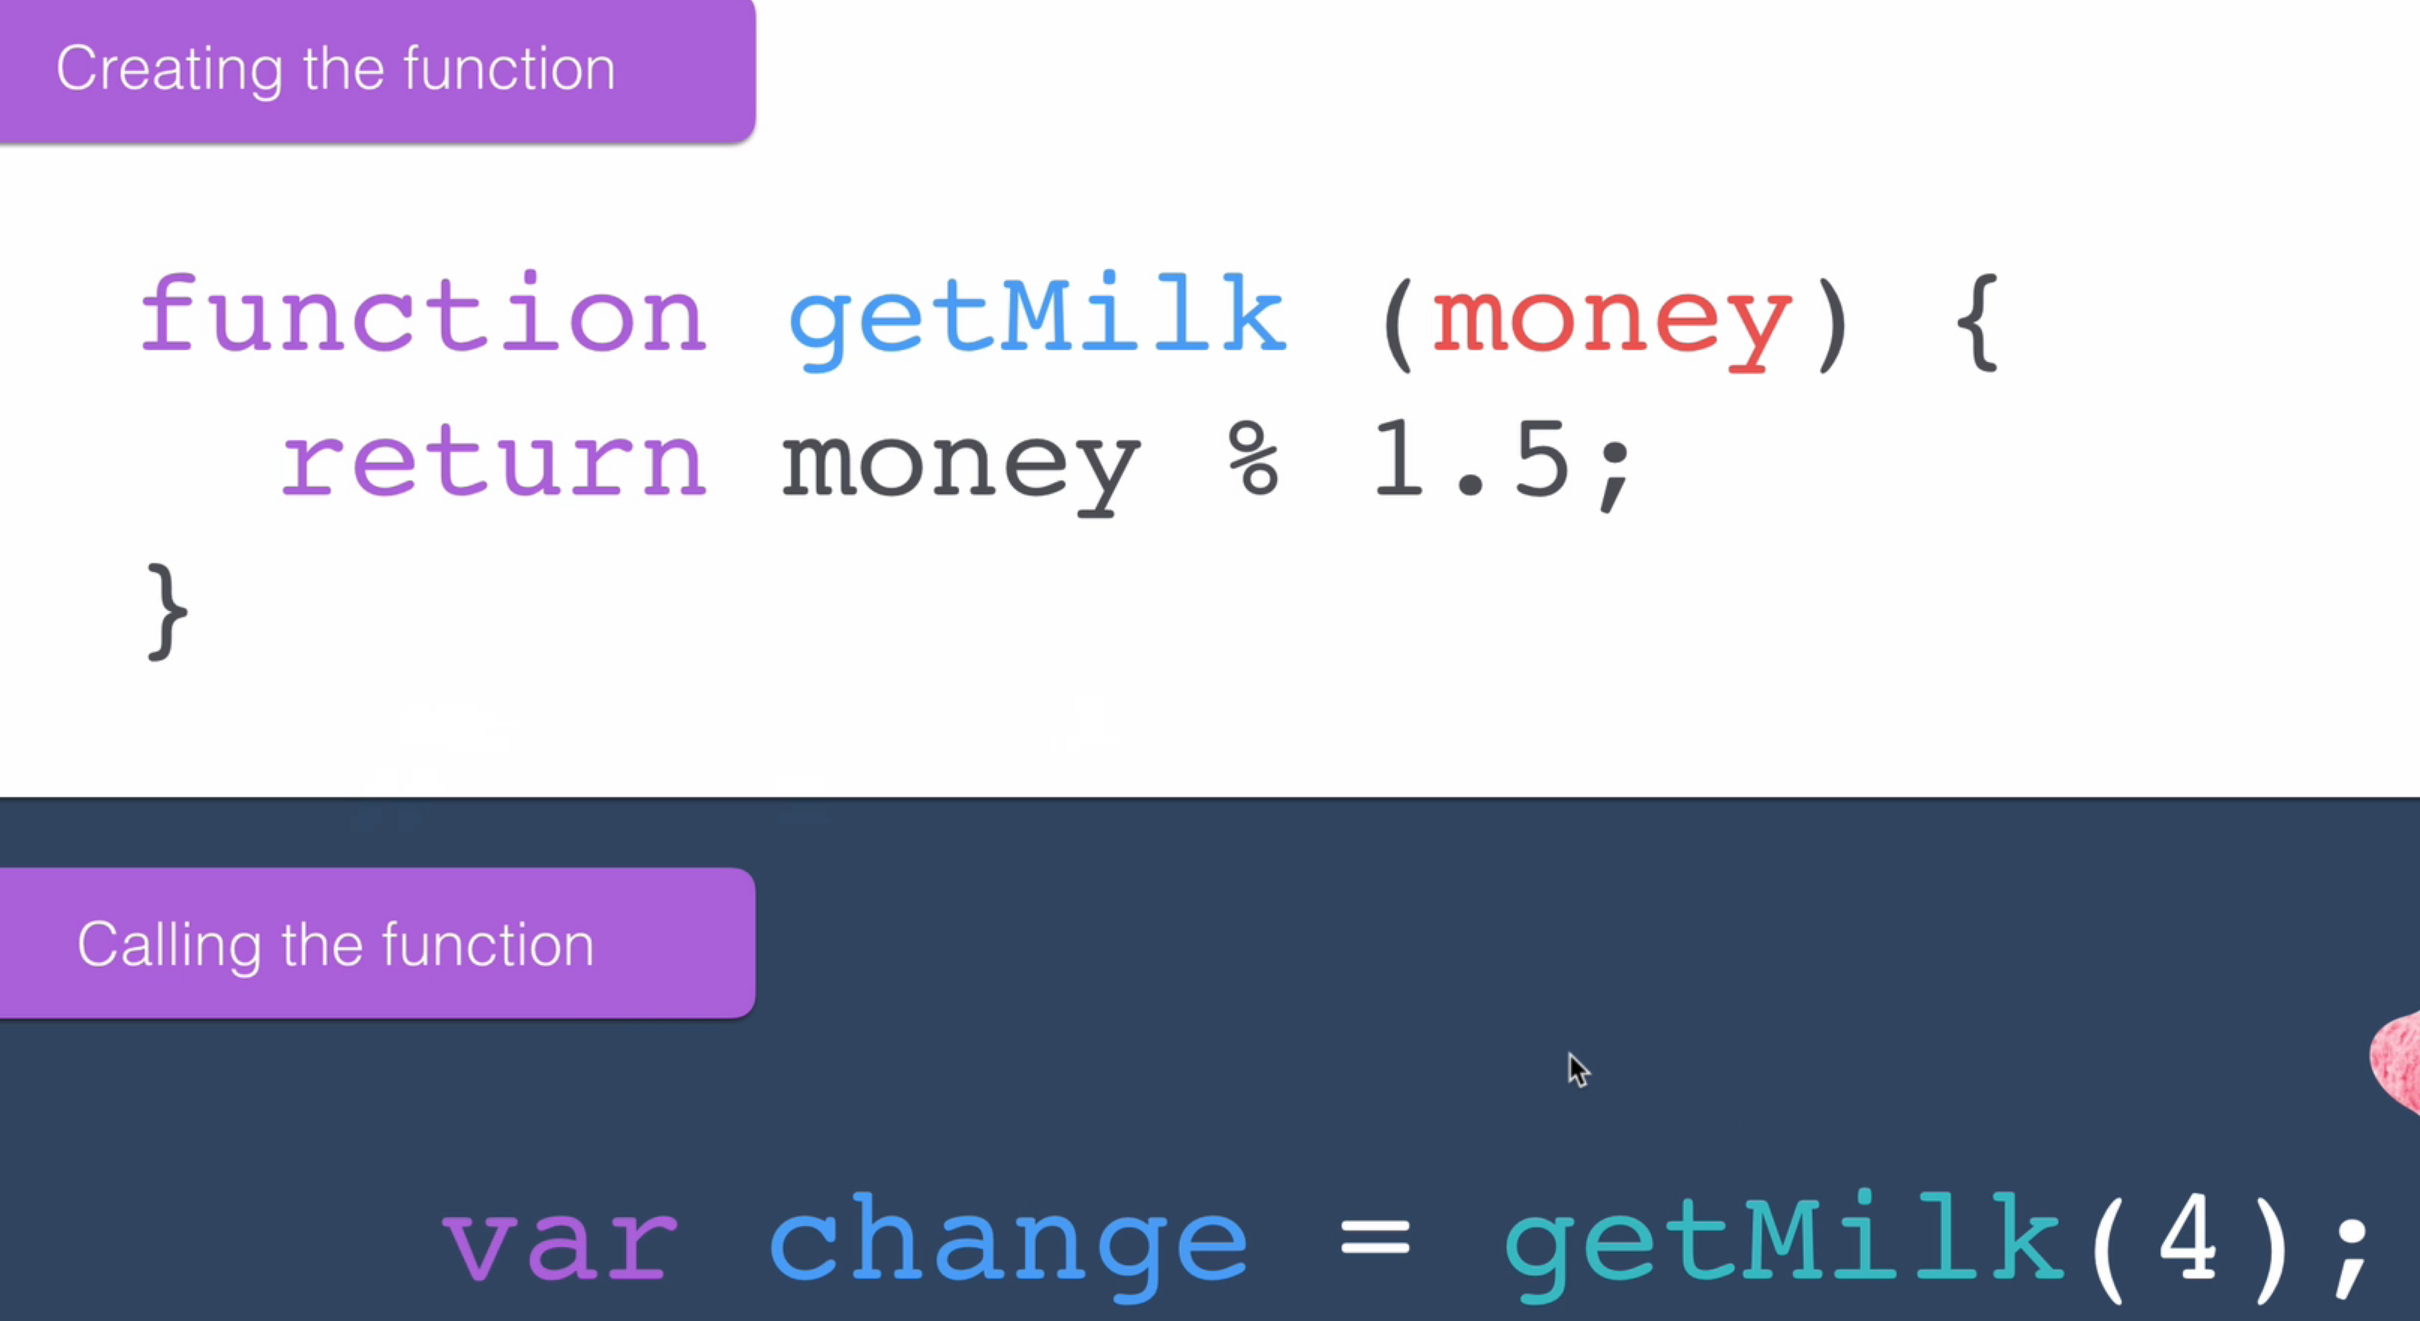 Creating the function
function getMilk (money) {
return money % 1.5;
}
Calling the function
var change = getMilk(4);